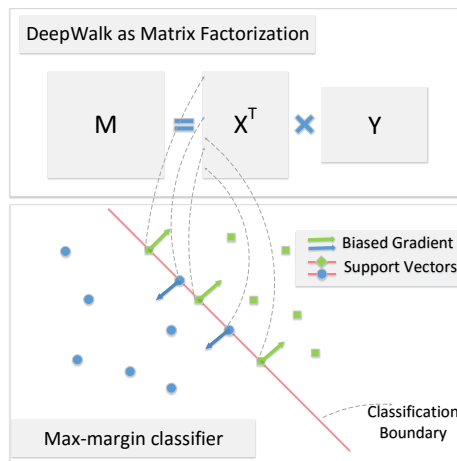 DeepWalk as Matrix Factorization
M = X^T × Y
Biased Gradient
Support Vectors
Classification
Boundary
Max-margin classifier